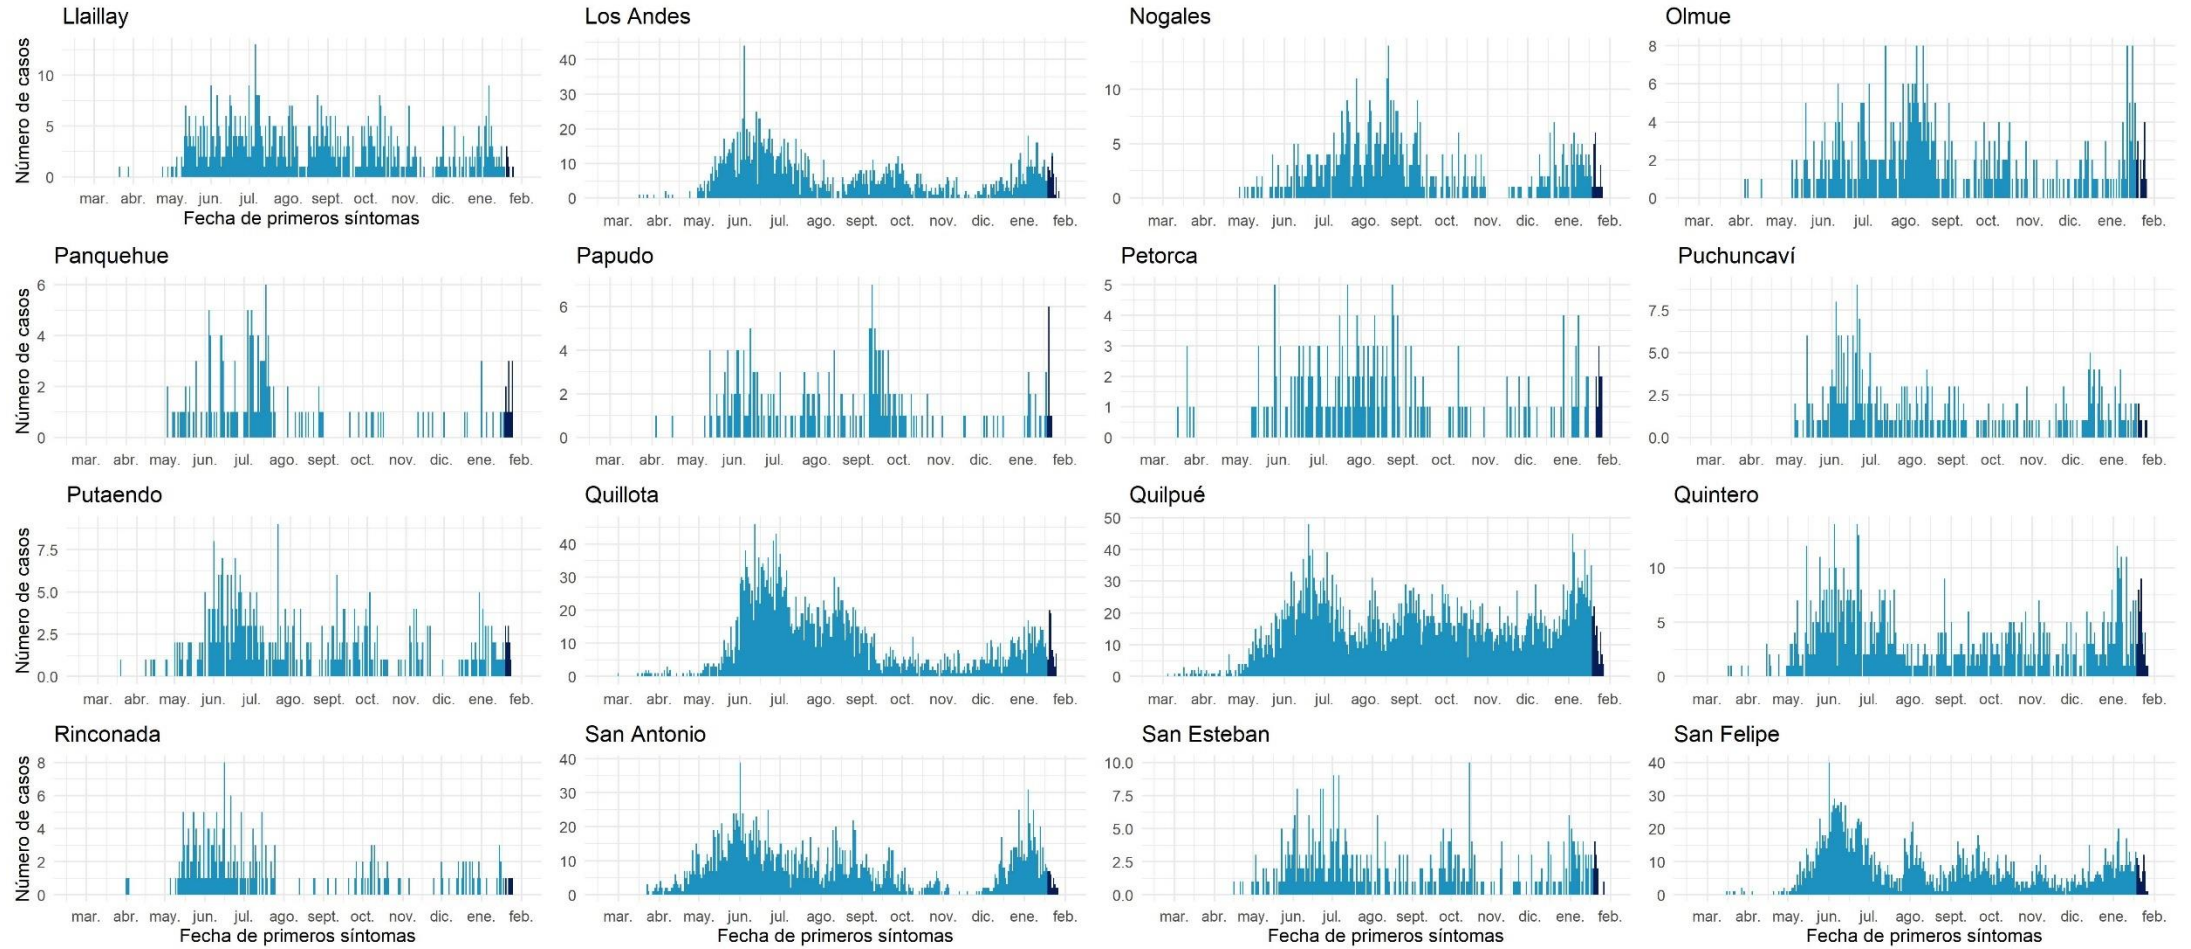 Llaillay
Los Andes
Nogales
Olmue
Número de casos
10
5
0
40
30
20
10
0
10
5
0
8
6
4
2
0
mar. abr. may. jun. jul. ago. sept. oct. nov. dic. ene. feb.
mar. abr. may. jun. jul. ago. sept. oct. nov. dic. ene. feb.
mar. abr. may. jun. jul. ago. sept. oct. nov. dic. ene. feb.
mar. abr. may. jun. jul. ago. sept. oct. nov. dic. ene. feb.
Fecha de primeros síntomas
Panquehue
Papudo
Petorca
Puchuncaví
Número de casos
6
4
2
0
6
4
2
0
5
4
3
2
1
0
7.5
5.0
2.5
0.0
mar. abr. may. jun. jul. ago. sept. oct. nov. dic. ene. feb.
mar. abr. may. jun. jul. ago. sept. oct. nov. dic. ene. feb.
mar. abr. may. jun. jul. ago. sept. oct. nov. dic. ene. feb.
mar. abr. may. jun. jul. ago. sept. oct. nov. dic. ene. feb.
Putaendo
Quillota
Quilpué
Quintero
Número de casos
7.5
5.0
2.5
0.0
40
30
20
10
0
50
40
30
20
10
0
10
5
0
mar. abr. may. jun. jul. ago. sept. oct. nov. dic. ene. feb.
mar. abr. may. jun. jul. ago. sept. oct. nov. dic. ene. feb.
mar. abr. may. jun. jul. ago. sept. oct. nov. dic. ene. feb.
mar. abr. may. jun. jul. ago. sept. oct. nov. dic. ene. feb.
Rinconada
San Antonio
San Esteban
San Felipe
Número de casos
8
6
4
2
0
40
30
20
10
0
10.0
7.5
5.0
2.5
0.0
40
30
20
10
0
mar. abr. may. jun. jul. ago. sept. oct. nov. dic. ene. feb.
mar. abr. may. jun. jul. ago. sept. oct. nov. dic. ene. feb.
mar. abr. may. jun. jul. ago. sept. oct. nov. dic. ene. feb.
mar. abr. may. jun. jul. ago. sept. oct. nov. dic. ene. feb.
Fecha de primeros síntomas
Fecha de primeros síntomas
Fecha de primeros síntomas
Fecha de primeros síntomas